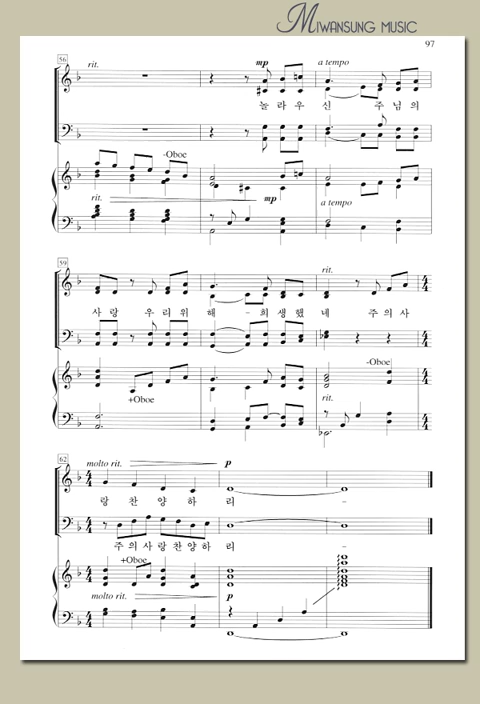 MIWANSUNG MUSIC
97
56
rit. mp a tempo
놀라우신 주님의
-Oboe
rit. mp a tempo
59
rit.
사랑 우리위해 - 희생했네 주의사
-Oboe
+Oboe rit.
62
molto rit. p
랑 찬 양 하 리 -
주의사랑찬양하리 -
+Oboe
molto rit. p